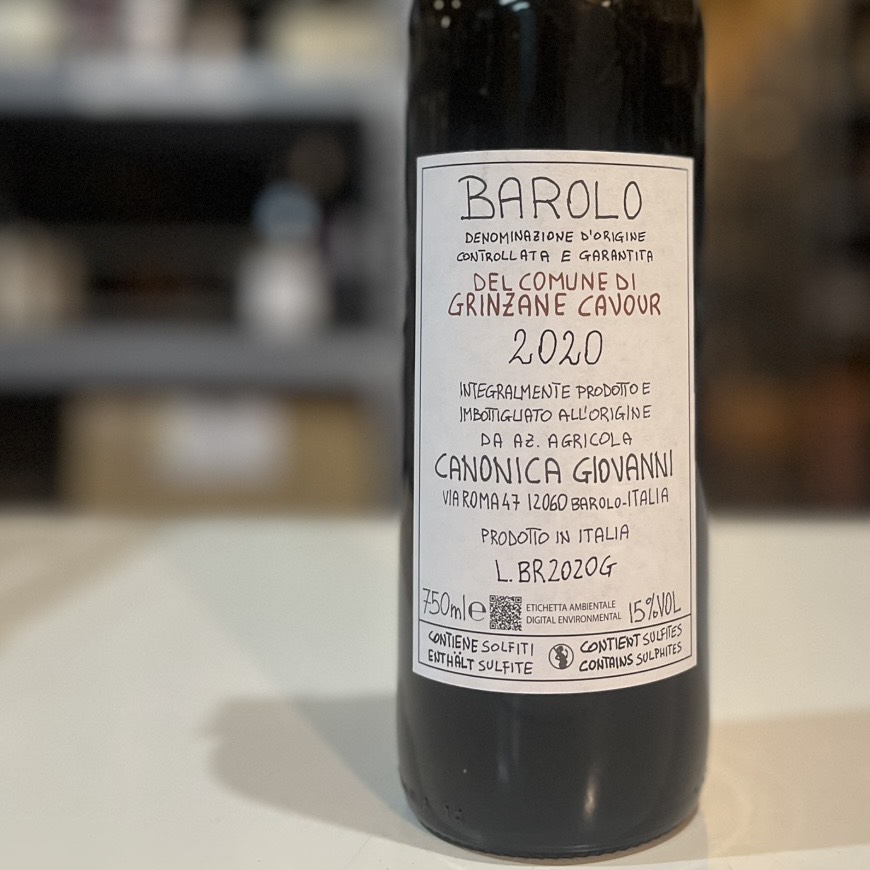 BAROLO
DENOMINAZIONE D'ORIGINE
CONTROLLATA E GARANTITA
DEL COMUNE DI
GRINZANE CAVOUR
2020
INTEGRALMENTE PRODOTTO E
IMBOTTIGLIATO ALL'ORIGINE
DA AZ. AGRICOLA
CANONICA GIOVANNI
VIA ROMA 47 12060 BAROLO-ITALIA
PRODOTTO IN ITALIA
L.BR2020G
750ml e
ETICHETTA AMBIENTALE
DIGITAL ENVIRONMENTAL
15%VOL
CONTIENE SOLFITI
ENTHÄLT SULFITE
CONTIENT SULFITES
CONTAINS SULPHITES